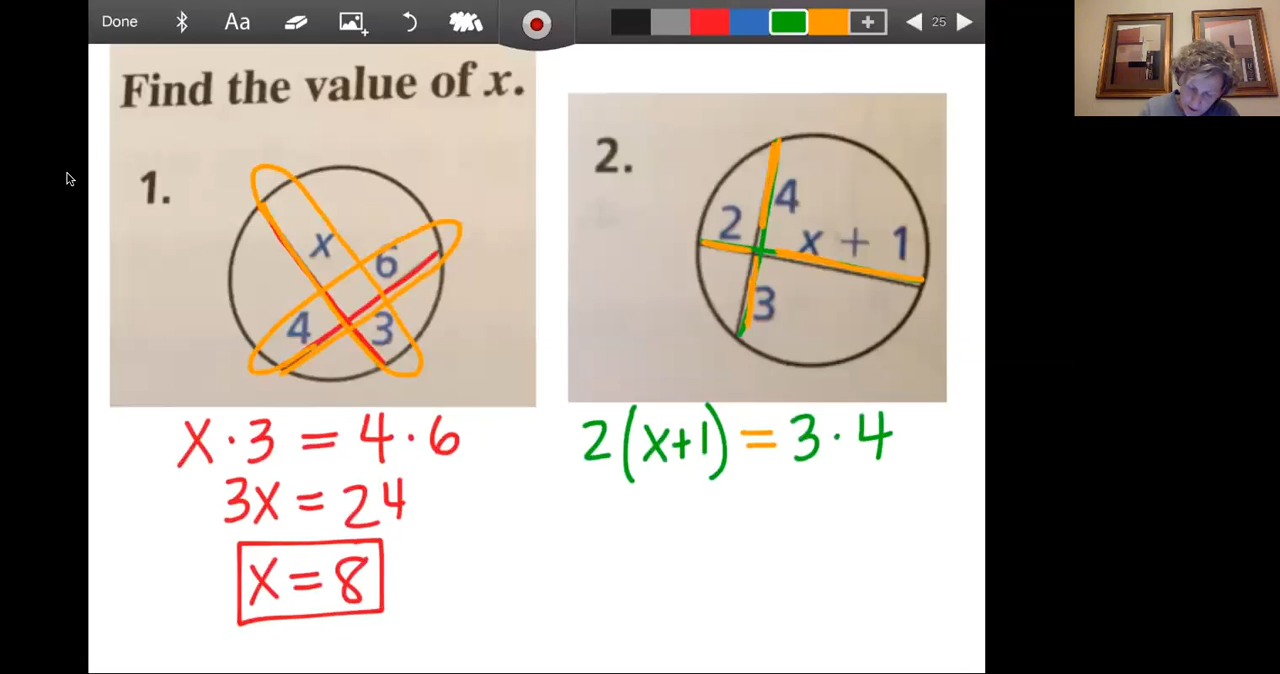 Done Aa 25
Find the value of x.
1.
x
6
4
3
x · 3 = 4 · 6
3x = 24
x = 8
2.
4
2
x + 1
3
2(x+1) = 3 · 4